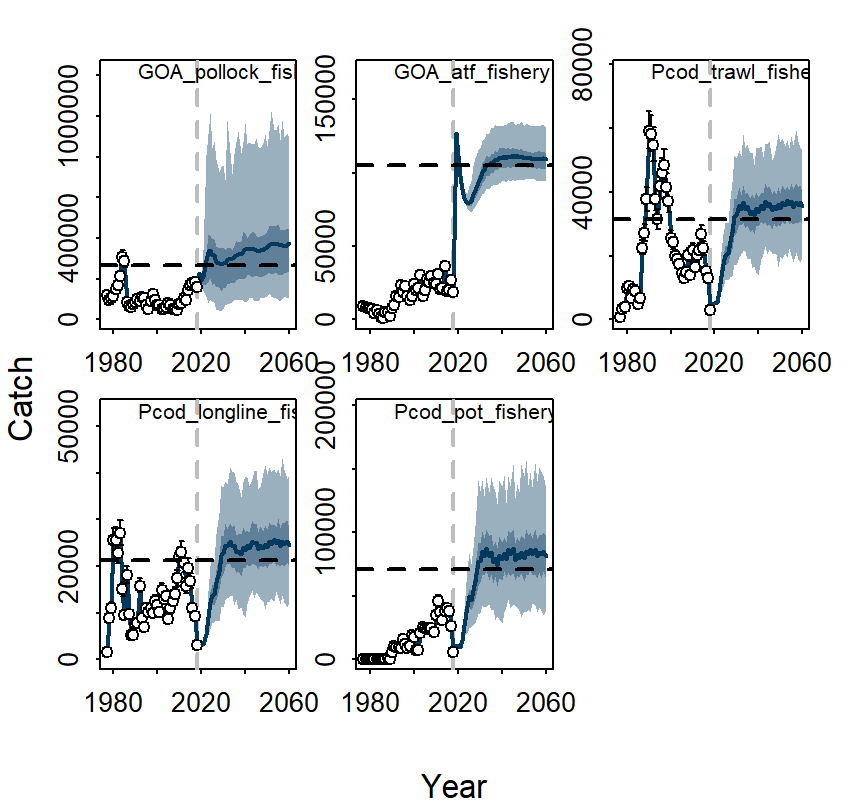 GOA_pollock_fis
GOA_atf_fishery
Pcod_trawl_fishe
0 400000 1000000
0 50000 150000
0 40000 80000
1980 2020 2060
1980 2020 2060
1980 2020 2060
Catch
Pcod_longline_fis
Pcod_pot_fishery
0 20000 50000
0 100000 200000
1980 2020 2060
1980 2020 2060
Year